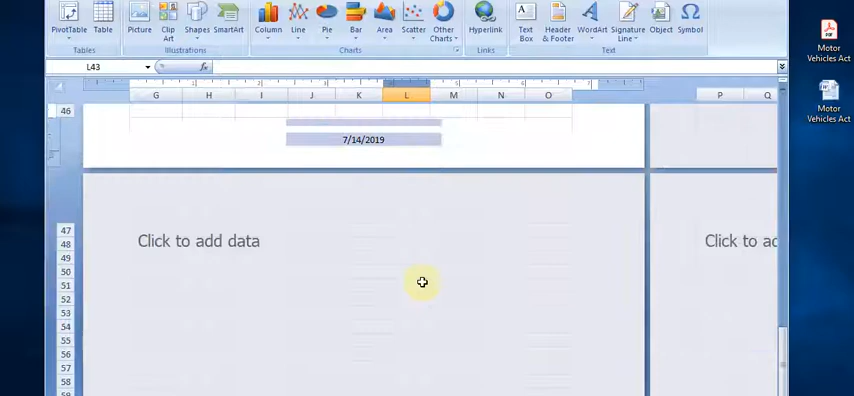 PivotTable Table Picture Clip Art Shapes SmartArt Column Line Pie Bar Area Scatter Other Charts Hyperlink Text Box Header & Footer WordArt Signature Line Object Symbol
Tables Illustrations Charts Links Text
Motor Vehicles Act
L43 fx
G H I J K L M N O P Q
46
7/14/2019
Motor Vehicles Act
47
48 Click to add data Click to ad
49
50
51
52
53
54
55
56
57
58
59